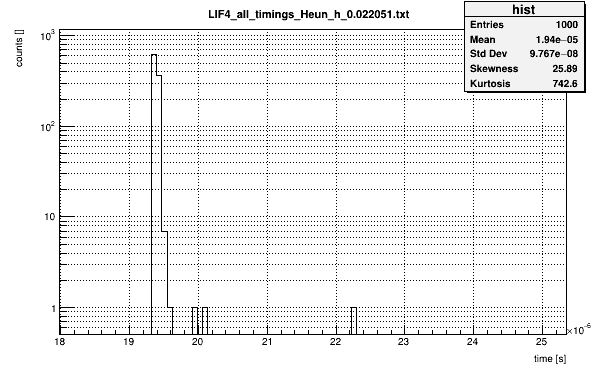 LIF4_all_timings_Heun_h_0.022051.txt
hist
Entries 1000
Mean 1.94e−05
Std Dev 9.767e−08
Skewness 25.89
Kurtosis 742.6
counts []
10³
10²
10
1
18 19 20 21 22 23 24 25
×10⁻⁶
time [s]